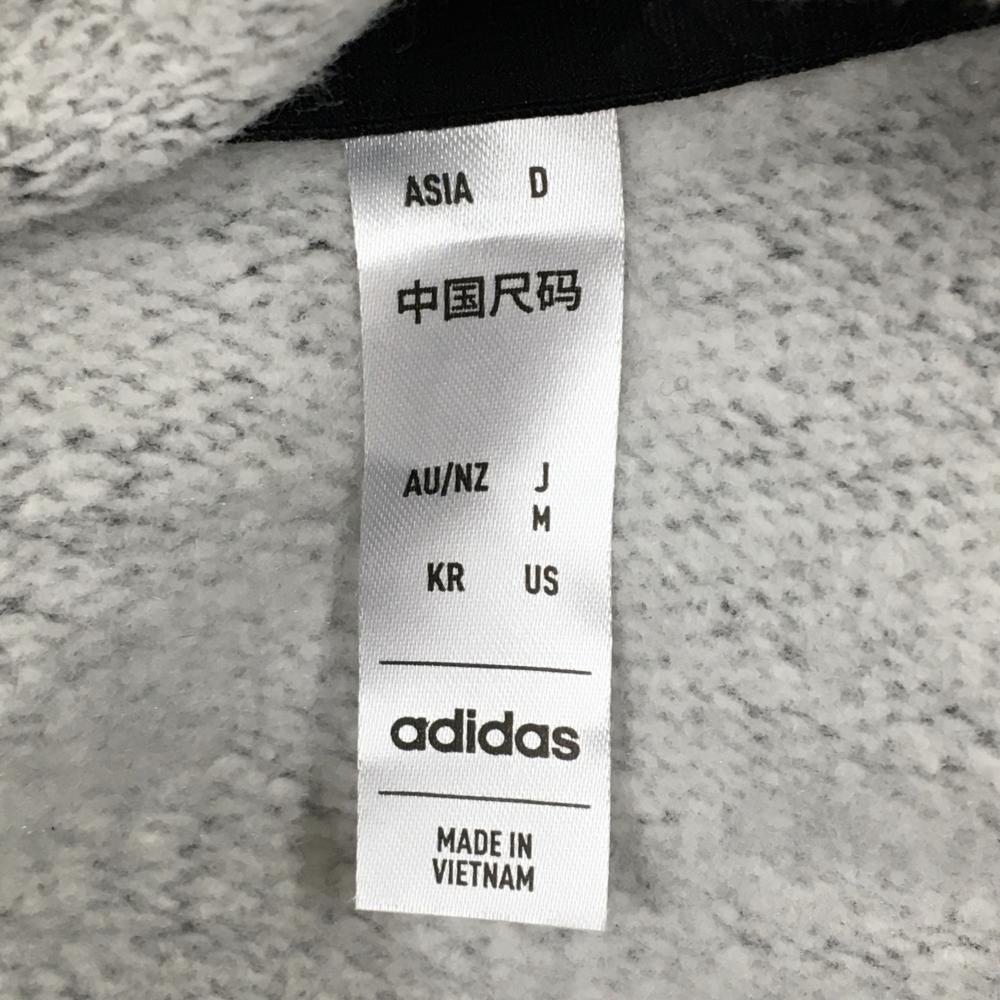 ASIA D
中国尺码
AU/NZ J
M
KR US
adidas
MADE IN
VIETNAM